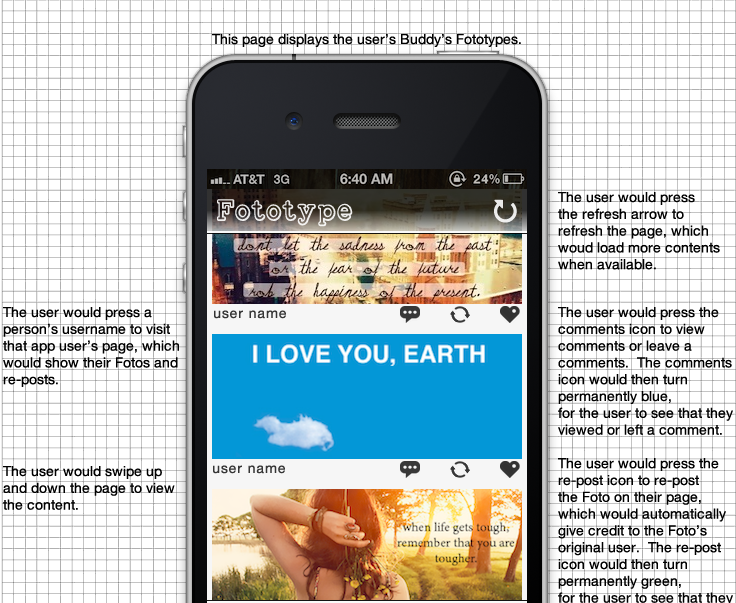 This page displays the user's Buddy's Fototypes.
AT&T 3G 6:40 AM 24%
Fototype
dont let the sadness from the past
or the fear of the future
rob the happiness of the present.
user name
I LOVE YOU, EARTH
user name
when life gets tough,
remember that you are
tougher.
The user would press a
person's username to visit
that app user's page, which
would show their Fotos and
re-posts.
The user would swipe up
and down the page to view
the content.
The user would press
the refresh arrow to
refresh the page, which
woud load more contents
when available.
The user would press the
comments icon to view
comments or leave a
comments. The comments
icon would then turn
permanently blue,
for the user to see that they
viewed or left a comment.
The user would press the
re-post icon to re-post
the Foto on their page,
which would automatically
give credit to the Foto's
original user. The re-post
icon would then turn
permanently green,
for the user to see that they